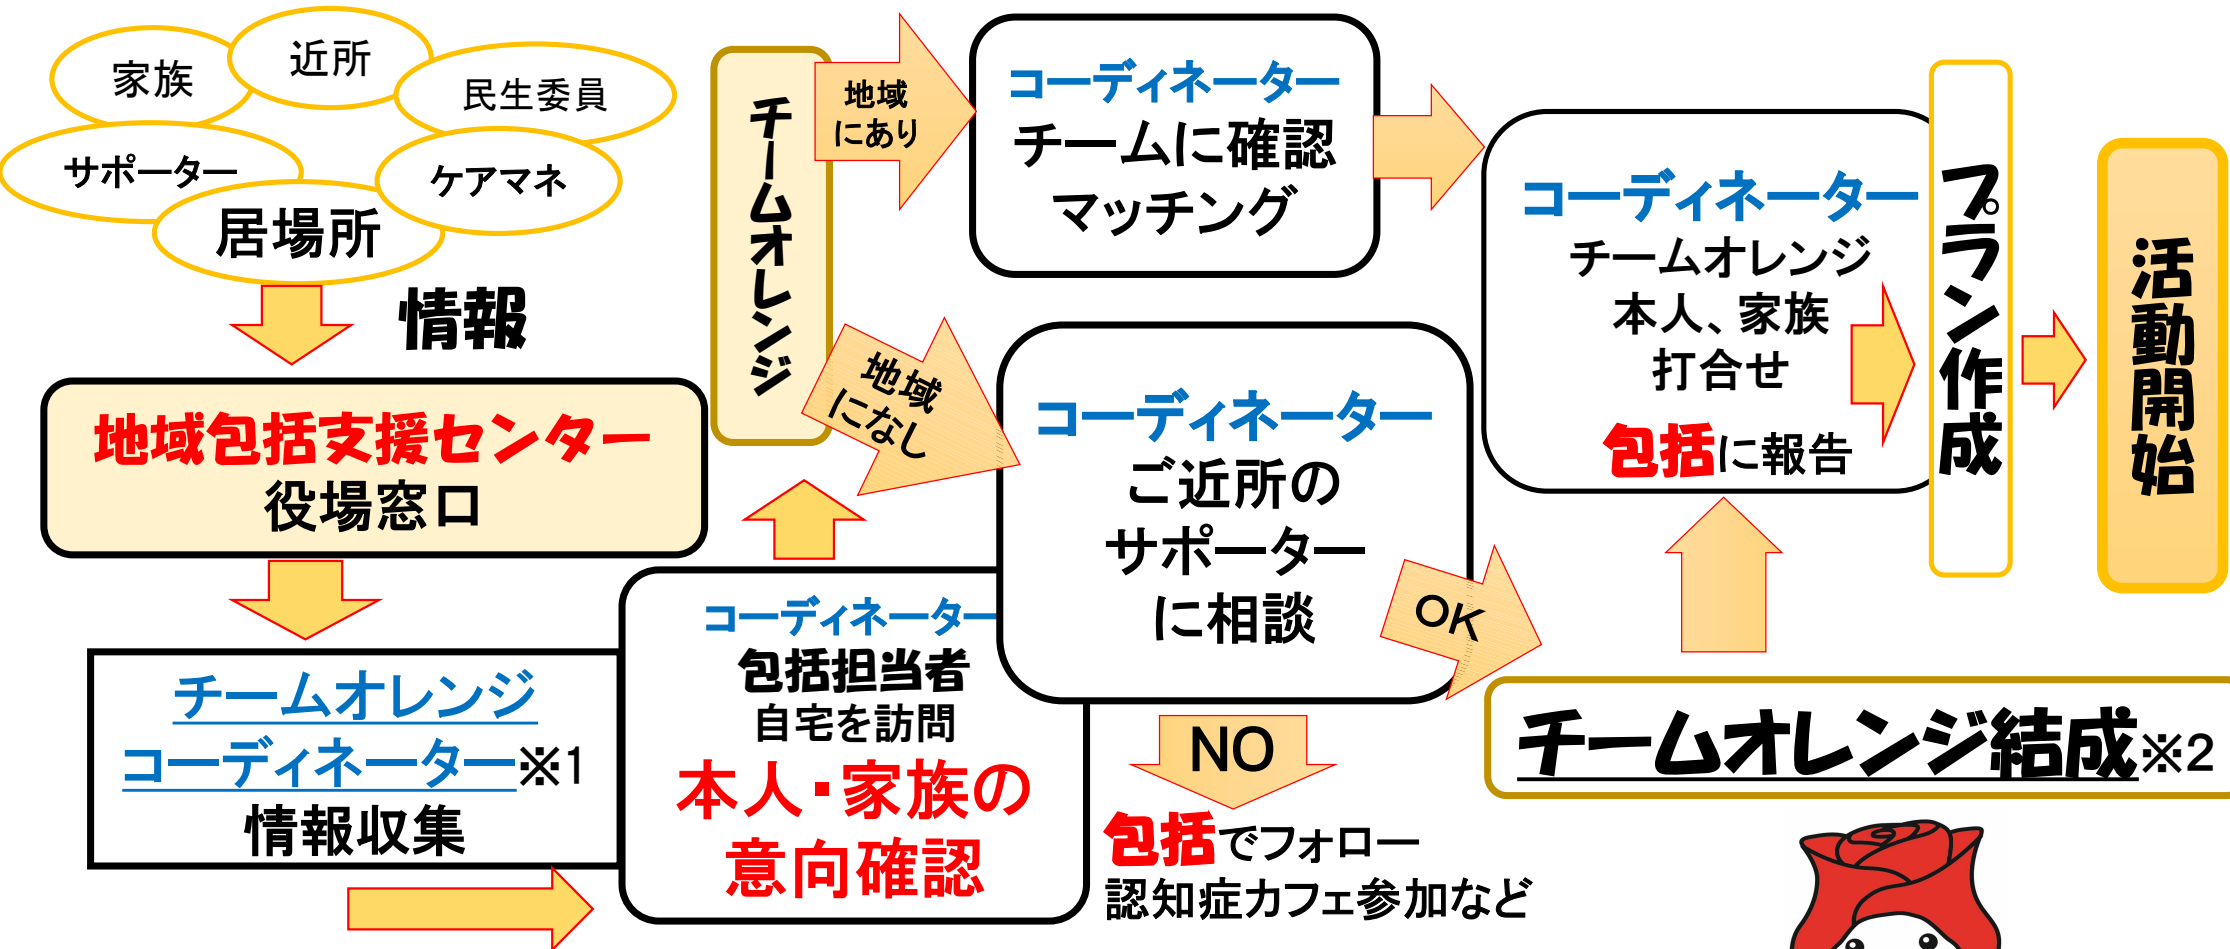 家族
近所
民生委員
サポーター
ケアマネ
居場所
情報
地域包括支援センター
役場窓口
チームオレンジ
コーディネーター※1
情報収集
コーディネーター
包括担当者
自宅を訪問
本人・家族の
意向確認
チームオレンジ
地域
にあり
コーディネーター
チームに確認
マッチング
地域
になし
コーディネーター
ご近所の
サポーター
に相談
NO
包括でフォロー
認知症カフェ参加など
OK
チームオレンジ結成※2
コーディネーター
チームオレンジ
本人、家族
打合せ
包括に報告
プラン作成
活動開始